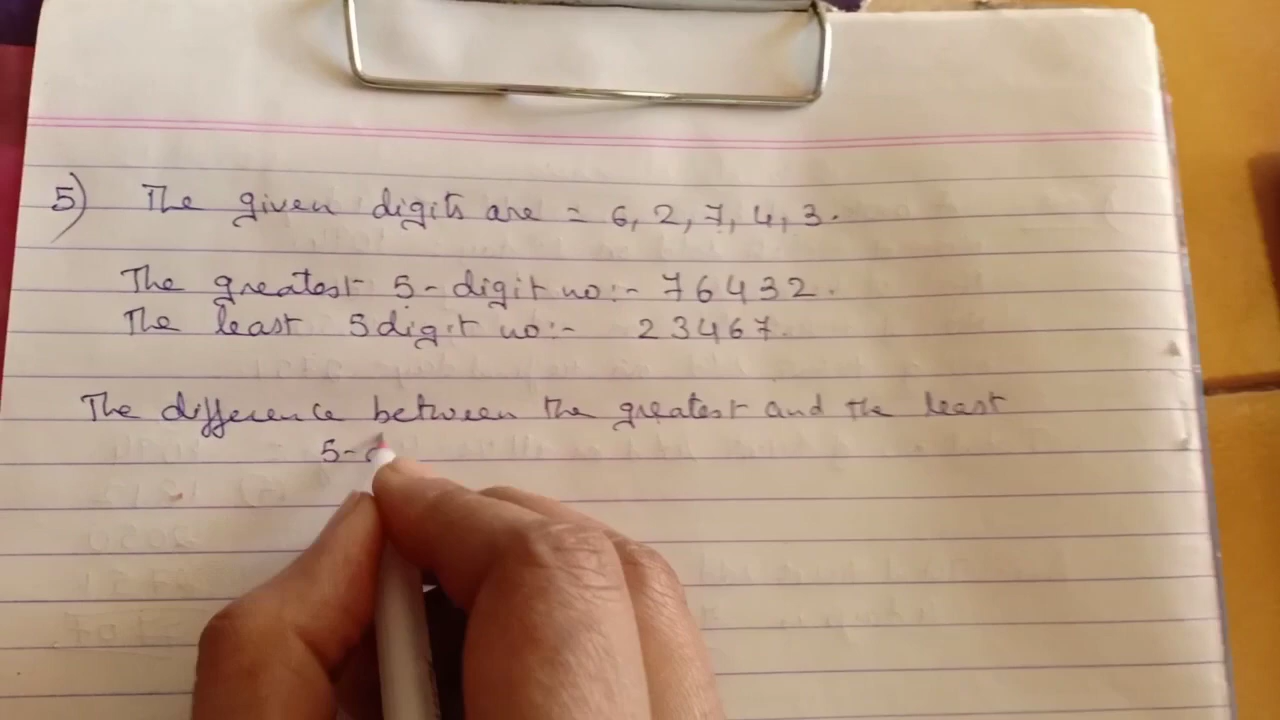 5) The given digits are = 6, 2, 7, 4, 3.
The greatest 5-digit no:- 76432.
The least 5digit no:- 23467.
The difference between the greatest and the least
5-